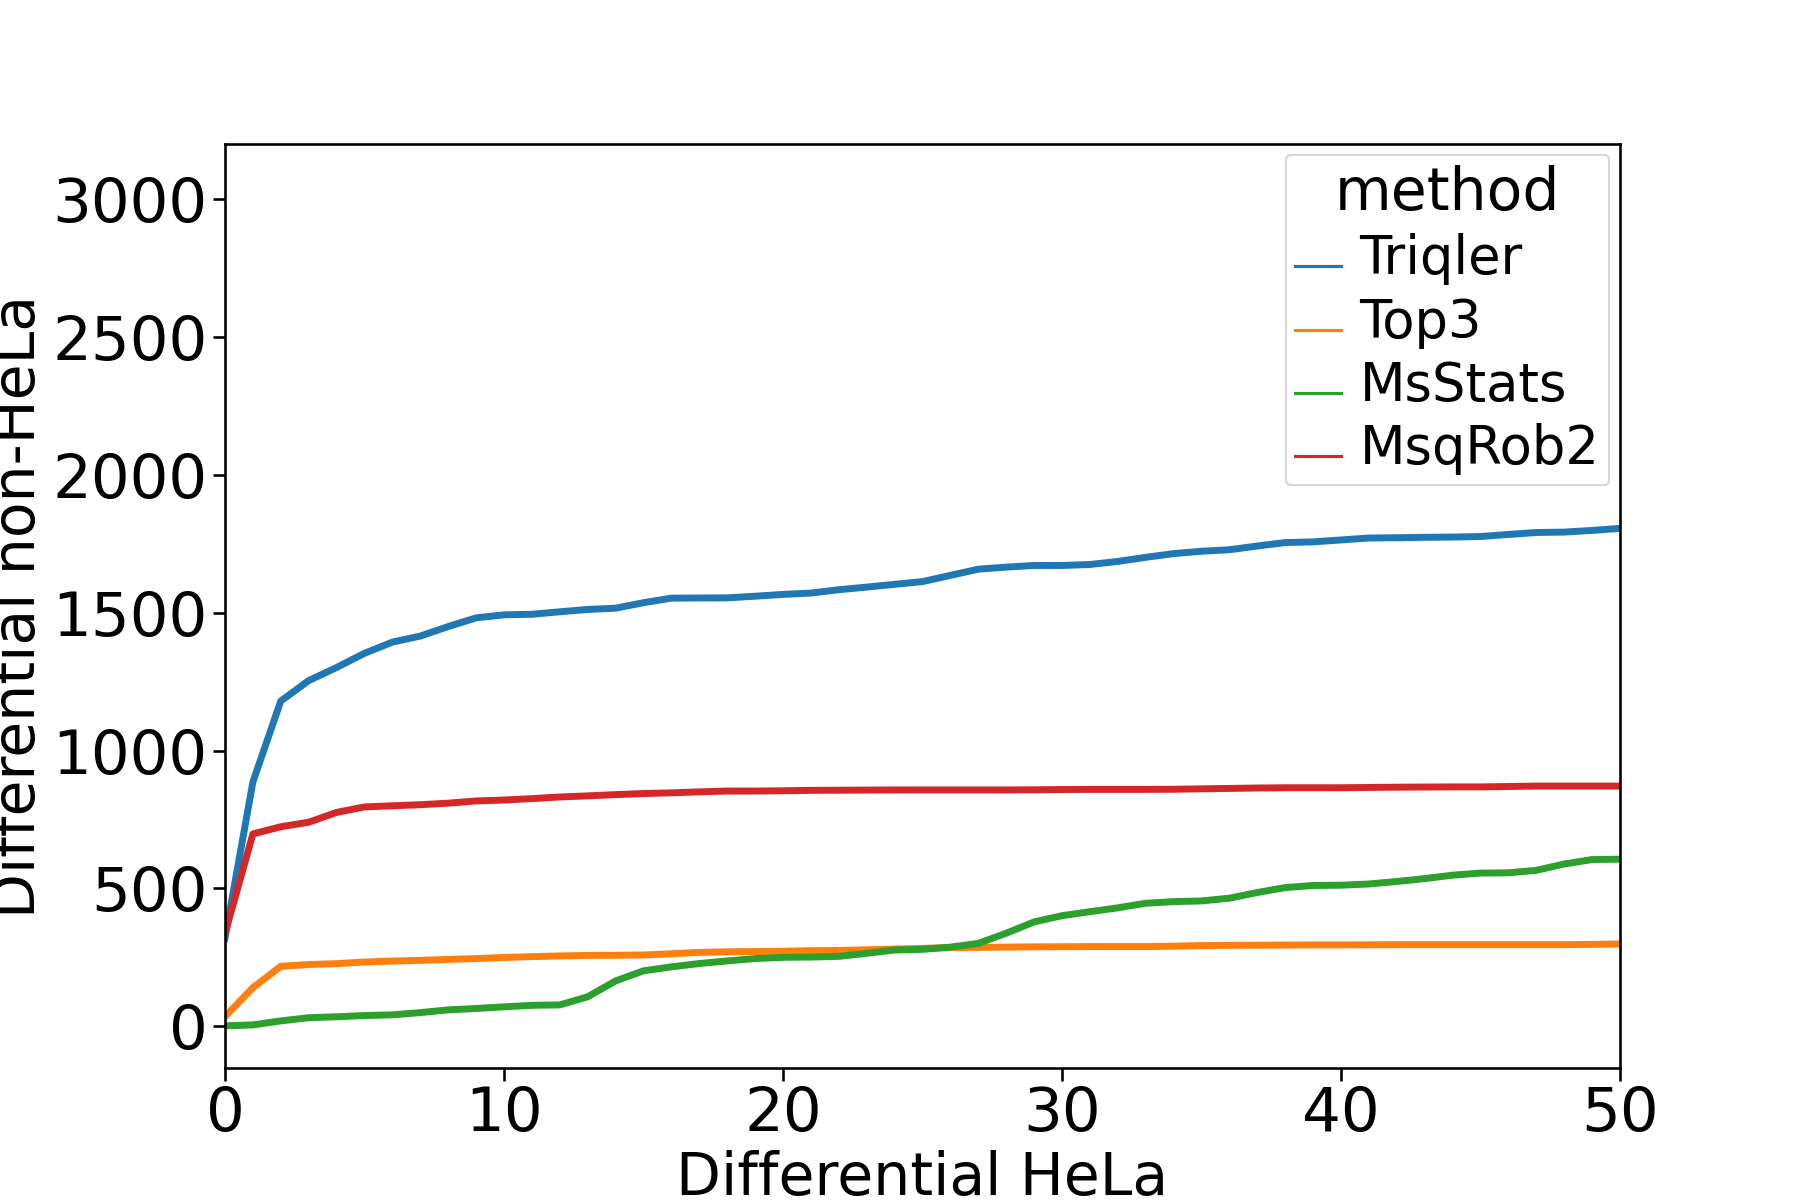 method
Triqler
Top3
MsStats
MsqRob2
3000
2500
2000
1500
1000
500
0
Differential non-HeLa
0 10 20 30 40 50
Differential HeLa